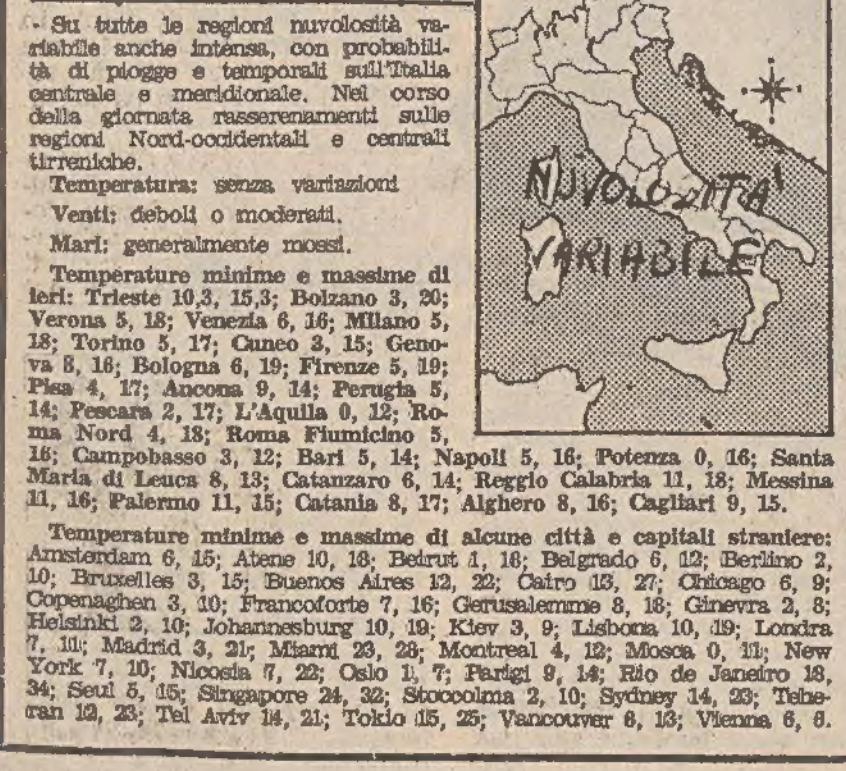 - Su tutte le regioni nuvolosità va-
riabile anche intensa, con probabili-
tà di piogge e temporali sull'Italia
centrale e meridionale. Nel corso
della giornata rasserenamenti sulle
regioni Nord-occidentali e centrali
tirreniche.
Temperatura: senza variazioni
Venti: deboli o moderati.
Mari: generalmente mossi.
Temperature minime e massime di
ieri: Trieste 10,3, 15,3; Bolzano 3, 20;
Verona 5, 18; Venezia 6, 16; Milano 5,
18; Torino 5, 17; Cuneo 3, 15; Geno-
va 8, 16; Bologna 6, 19; Firenze 5, 19;
Pisa 4, 17; Ancona 9, 14; Perugia 5,
14; Pescara 2, 17; L'Aquila 0, 12; Ro-
ma Nord 4, 18; Roma Fiumicino 5,
16; Campobasso 3, 12; Bari 5, 14; Napoli 5, 16; Potenza 0, 16; Santa
Maria di Leuca 8, 13; Catanzaro 6, 14; Reggio Calabria 11, 18; Messina
11, 16; Palermo 11, 15; Catania 8, 17; Alghero 8, 16; Cagliari 9, 15.
Temperature minime e massime di alcune città e capitali straniere:
Amsterdam 6, 15; Atene 10, 18; Beirut 1, 16; Belgrado 6, 12; Berlino 2,
10; Bruxelles 3, 15; Buenos Aires 12, 22; Cairo 13, 27; Chicago 6, 9;
Copenaghen 3, 10; Francoforte 7, 16; Gerusalemme 8, 18; Ginevra 2, 8;
Helsinki 2, 10; Johannesburg 10, 19; Kiev 3, 9; Lisbona 10, 19; Londra
7, 11; Madrid 3, 21; Miami 23, 28; Montreal 4, 12; Mosca 0, 11; New
York 7, 10; Nicosia 7, 22; Oslo 1, 7; Parigi 9, 14; Rio de Janeiro 18,
34; Seul 5, 15; Singapore 24, 32; Stoccolma 2, 10; Sydney 14, 23; Tehe-
ran 12, 23; Tel Aviv 14, 21; Tokio 15, 25; Vancouver 6, 13; Vienna 6, 8.
NUVOLOSITA'
VARIABILE